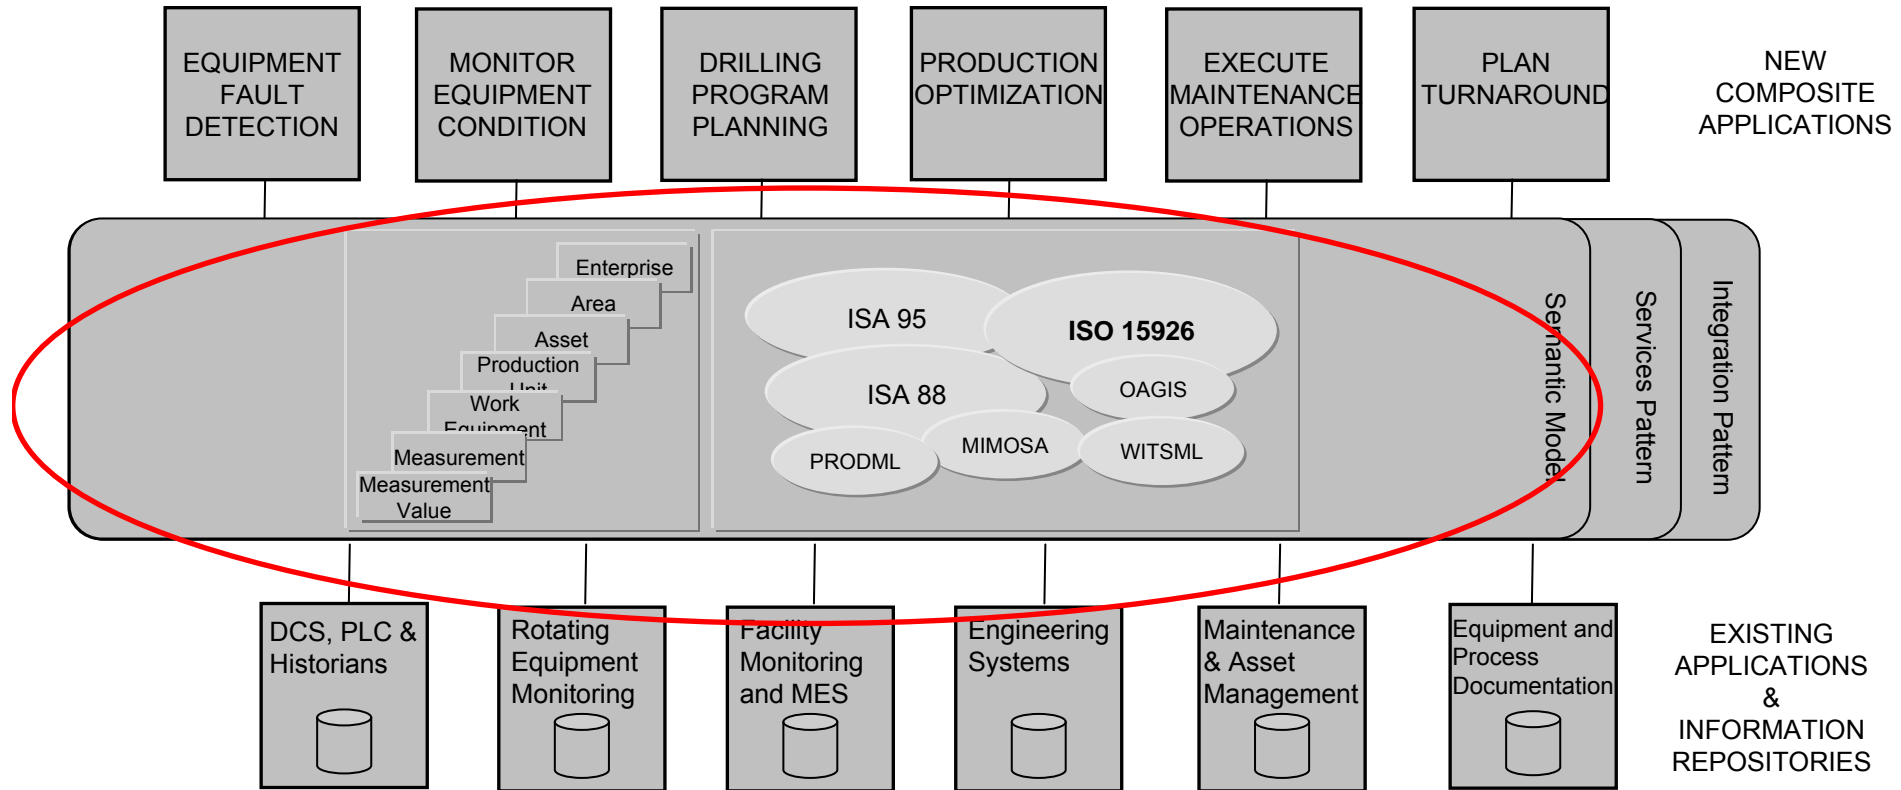 EQUIPMENT
FAULT
DETECTION
MONITOR
EQUIPMENT
CONDITION
DRILLING
PROGRAM
PLANNING
PRODUCTION
OPTIMIZATION
EXECUTE
MAINTENANCE
OPERATIONS
PLAN
TURNAROUND
NEW
COMPOSITE
APPLICATIONS
Enterprise
Area
Asset
Production
Unit
Work
Equipment
Measurement
Measurement
Value
ISA 95
ISO 15926
ISA 88
OAGIS
MIMOSA
PRODML
WITSML
Semantic Model
Services Pattern
Integration Pattern
DCS, PLC &
Historians
Rotating
Equipment
Monitoring
Facility
Monitoring
and MES
Engineering
Systems
Maintenance
& Asset
Management
Equipment and
Process
Documentation
EXISTING
APPLICATIONS
&
INFORMATION
REPOSITORIES